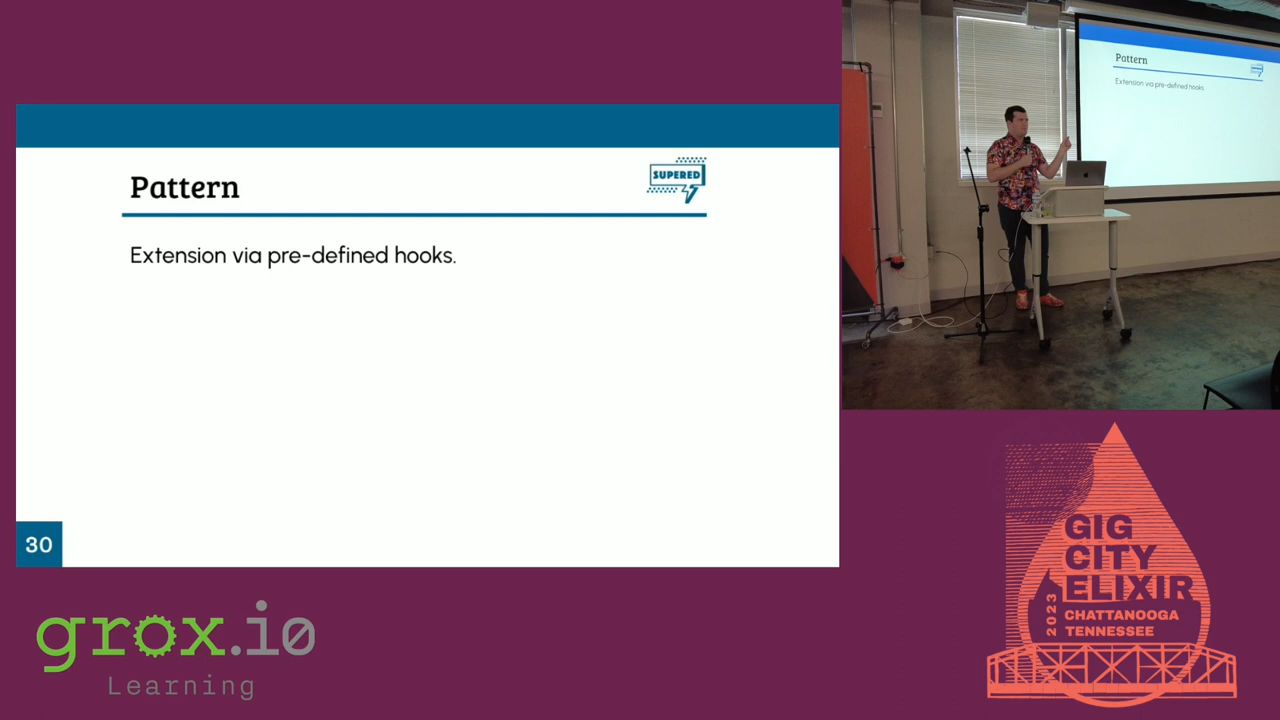 Pattern
SUPERED
Extension via pre-defined hooks.
30
Pattern
Extension via pre-defined hooks
grox.io
Learning
GIG
CITY
ELIXIR
2023
CHATTANOOGA
TENNESSEE